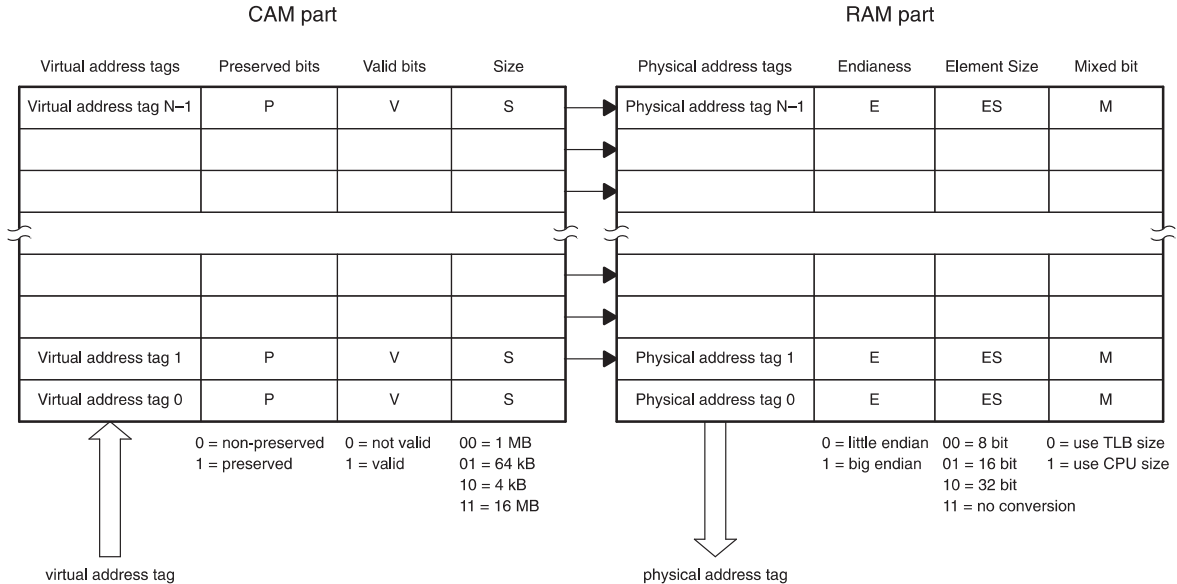 CAM part RAM part
Virtual address tags Preserved bits Valid bits Size Physical address tags Endianess Element Size Mixed bit
Virtual address tag N–1 P V S Physical address tag N–1 E ES M
Virtual address tag 1 P V S Physical address tag 1 E ES M
Virtual address tag 0 P V S Physical address tag 0 E ES M
0 = non-preserved 0 = not valid 00 = 1 MB 0 = little endian 00 = 8 bit 0 = use TLB size
1 = preserved 1 = valid 01 = 64 kB 1 = big endian 01 = 16 bit 1 = use CPU size
10 = 4 kB 10 = 32 bit
11 = 16 MB 11 = no conversion
virtual address tag physical address tag